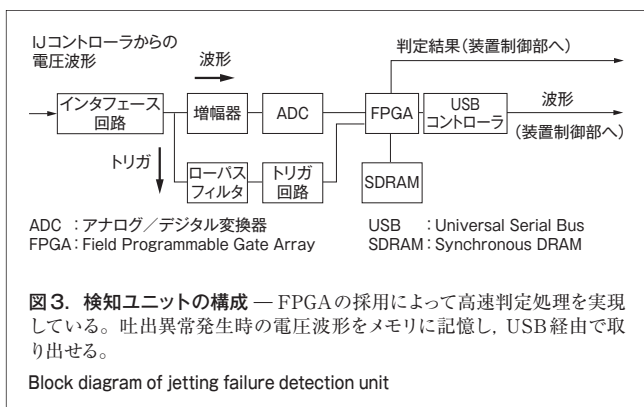 IJコントローラからの
電圧波形
波形
判定結果(装置制御部へ)
インタフェース
回路
増幅器
ADC
FPGA
USB
コントローラ
波形
(装置制御部へ)
トリガ
ローパス
フィルタ
トリガ
回路
SDRAM
ADC :アナログ/デジタル変換器
FPGA:Field Programmable Gate Array
USB :Universal Serial Bus
SDRAM:Synchronous DRAM
図3. 検知ユニットの構成 — FPGAの採用によって高速判定処理を実現
している。吐出異常発生時の電圧波形をメモリに記憶し,USB経由で取
り出せる。
Block diagram of jetting failure detection unit